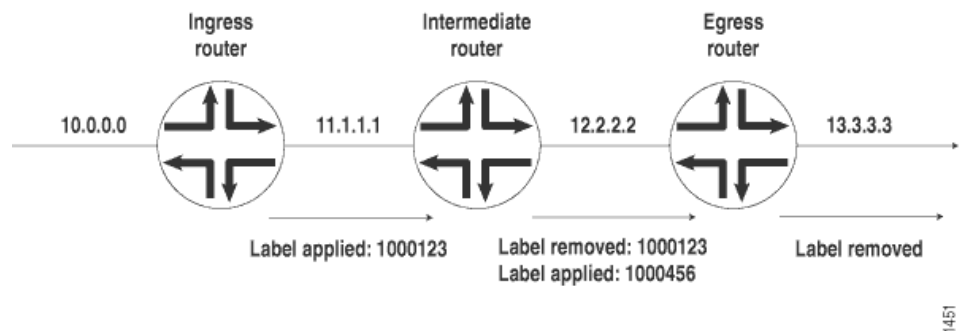 Ingress
router
Intermediate
router
Egress
router
10.0.0.0
11.1.1.1
12.2.2.2
13.3.3.3
Label applied: 1000123
Label removed: 1000123
Label applied: 1000456
Label removed
1451